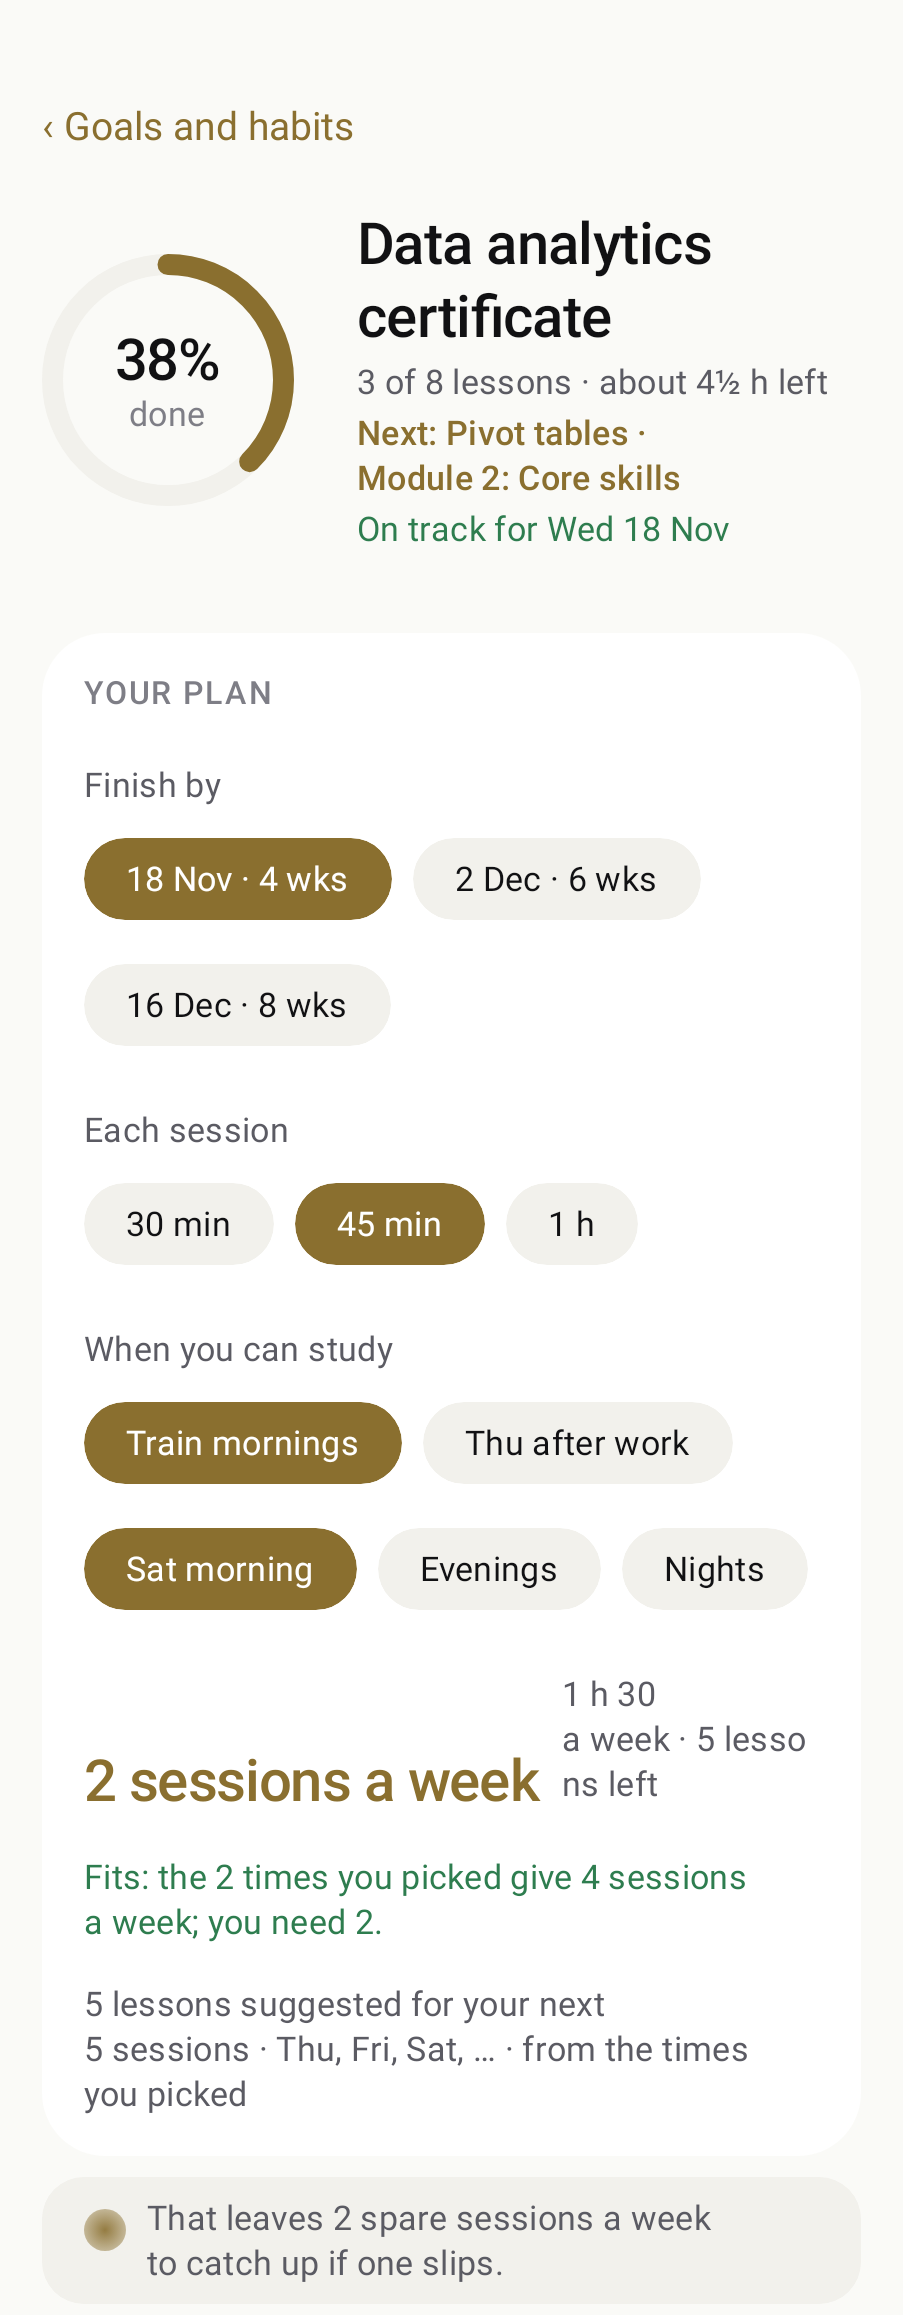 ‹ Goals and habits
38%
done
Data analytics
certificate
3 of 8 lessons · about 4½ h left
Next: Pivot tables ·
Module 2: Core skills
On track for Wed 18 Nov
YOUR PLAN
Finish by
18 Nov · 4 wks
2 Dec · 6 wks
16 Dec · 8 wks
Each session
30 min
45 min
1 h
When you can study
Train mornings
Thu after work
Sat morning
Evenings
Nights
2 sessions a week
1 h 30
a week · 5 lesso
ns left
Fits: the 2 times you picked give 4 sessions
a week; you need 2.
5 lessons suggested for your next
5 sessions · Thu, Fri, Sat, … · from the times
you picked
That leaves 2 spare sessions a week
to catch up if one slips.